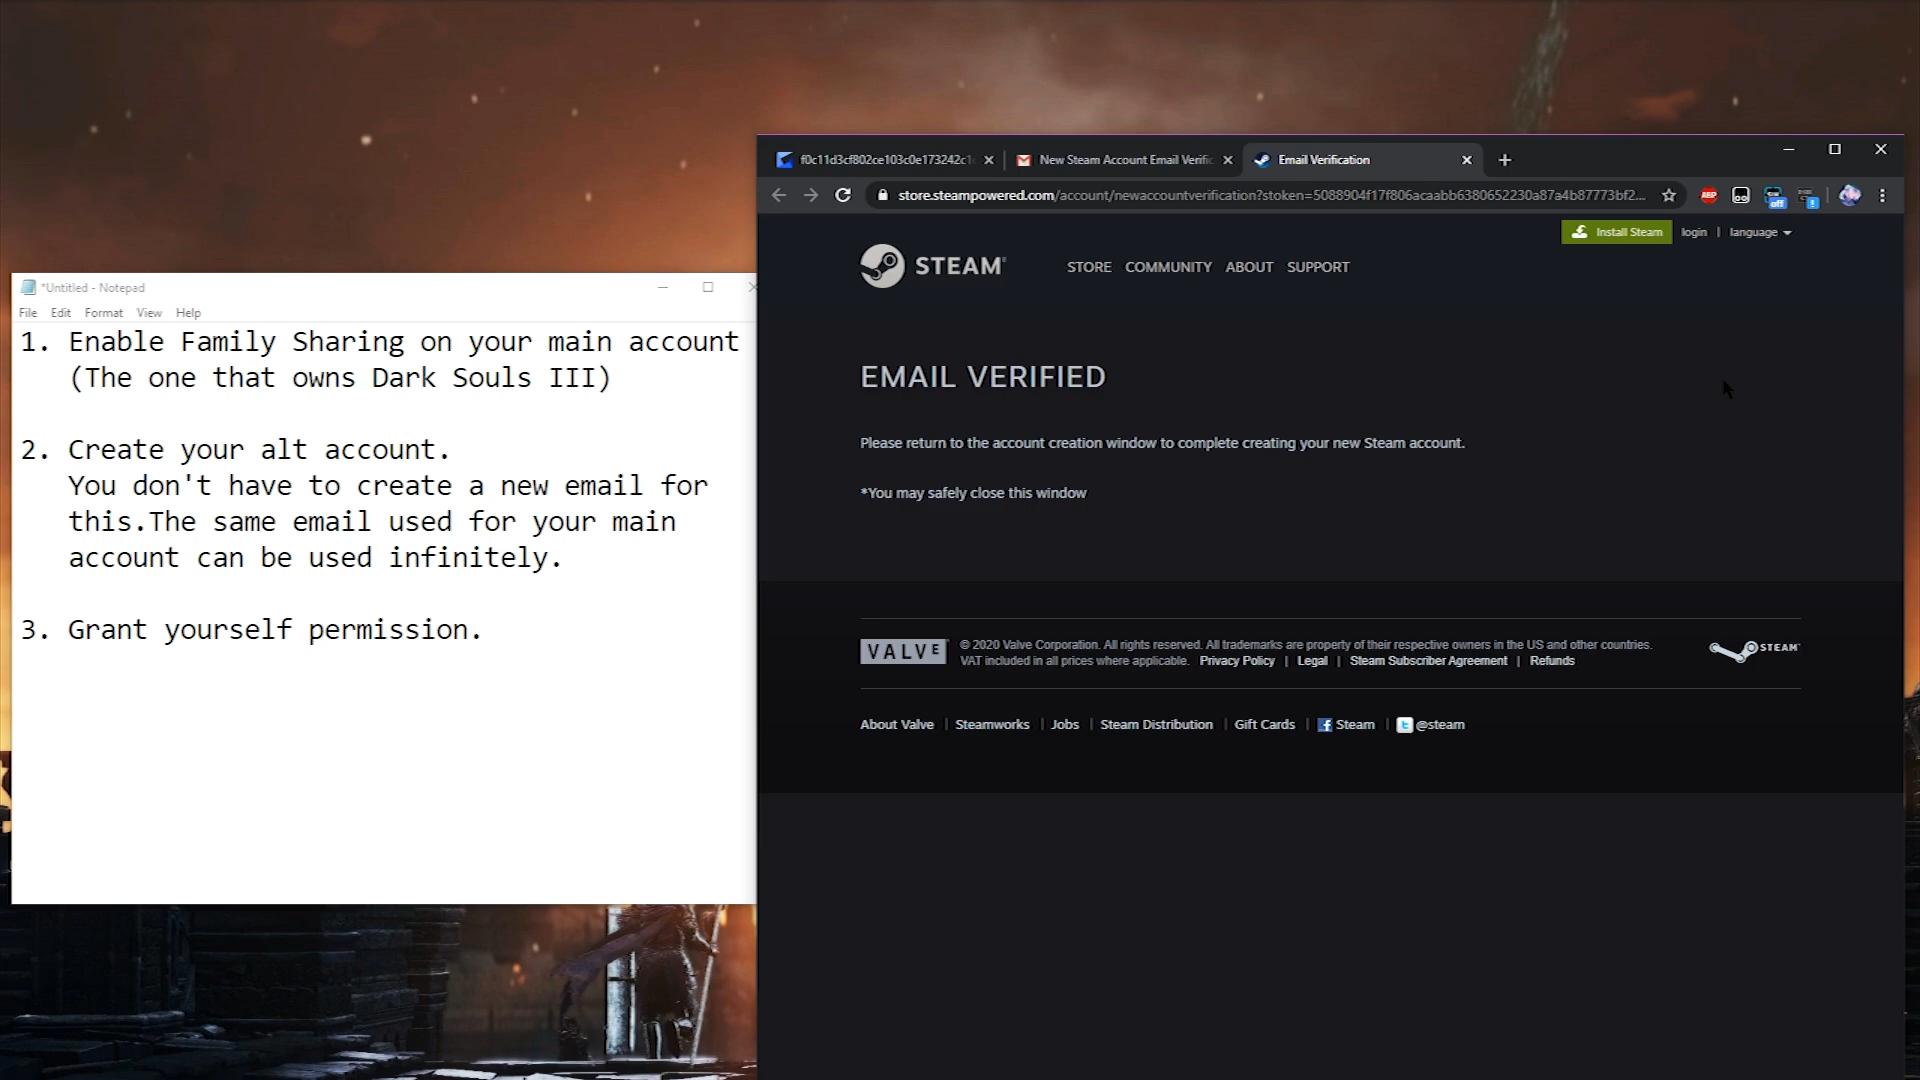 f0c11d3cf802ce103c0e173242c1
New Steam Account Email Verific
Email Verification
store.steampowered.com/account/newaccountverification?stoken=5088904f17f806acaabb6380652230a87a4b87773bf2...
ABP
off
Install Steam
login | language
STEAM
STORE COMMUNITY ABOUT SUPPORT
*Untitled - Notepad
File Edit Format View Help
1. Enable Family Sharing on your main account
(The one that owns Dark Souls III)
2. Create your alt account.
You don't have to create a new email for
this.The same email used for your main
account can be used infinitely.
3. Grant yourself permission.
EMAIL VERIFIED
Please return to the account creation window to complete creating your new Steam account.
*You may safely close this window
VALVE
© 2020 Valve Corporation. All rights reserved. All trademarks are property of their respective owners in the US and other countries.
VAT included in all prices where applicable. Privacy Policy | Legal | Steam Subscriber Agreement | Refunds
STEAM
About Valve | Steamworks | Jobs | Steam Distribution | Gift Cards | Steam | @steam